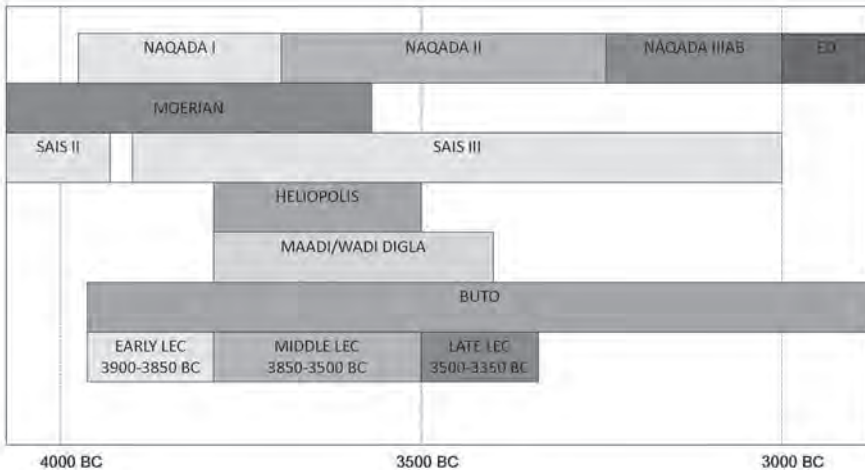 NAQADA I
NAQADA II
NAQADA IIIAB
ED
MOERIAN
SAIS II
SAIS III
HELIOPOLIS
MAADI/WADI DIGLA
BUTO
EARLY LEC
3900-3850 BC
MIDDLE LEC
3850-3500 BC
LATE LEC
3500-3350 BC
4000 BC
3500 BC
3000 BC